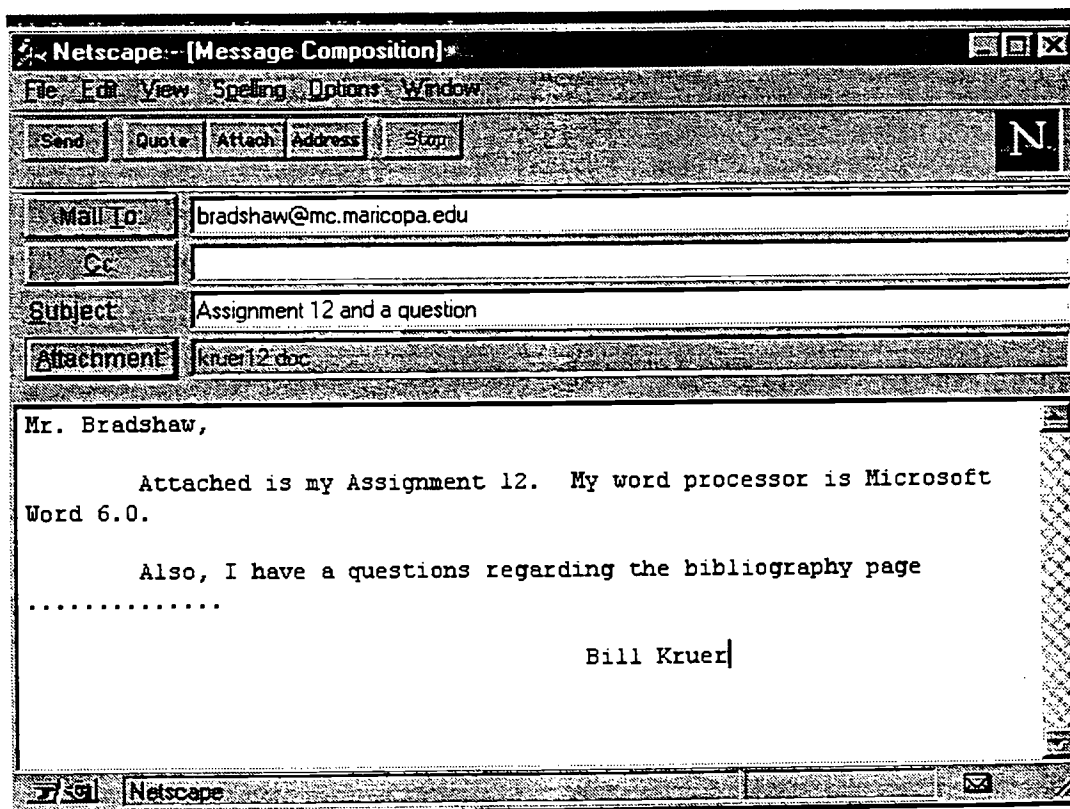 Netscape - [Message Composition]
File Edit View Spelling Options Window
Send Quote Attach Address Stop
N
Mail To: bradshaw@mc.maricopa.edu
Cc:
Subject: Assignment 12 and a question
Attachment kruer12.doc
Mr. Bradshaw,
Attached is my Assignment 12. My word processor is Microsoft
Word 6.0.
Also, I have a questions regarding the bibliography page
..............
Bill Kruer
Netscape